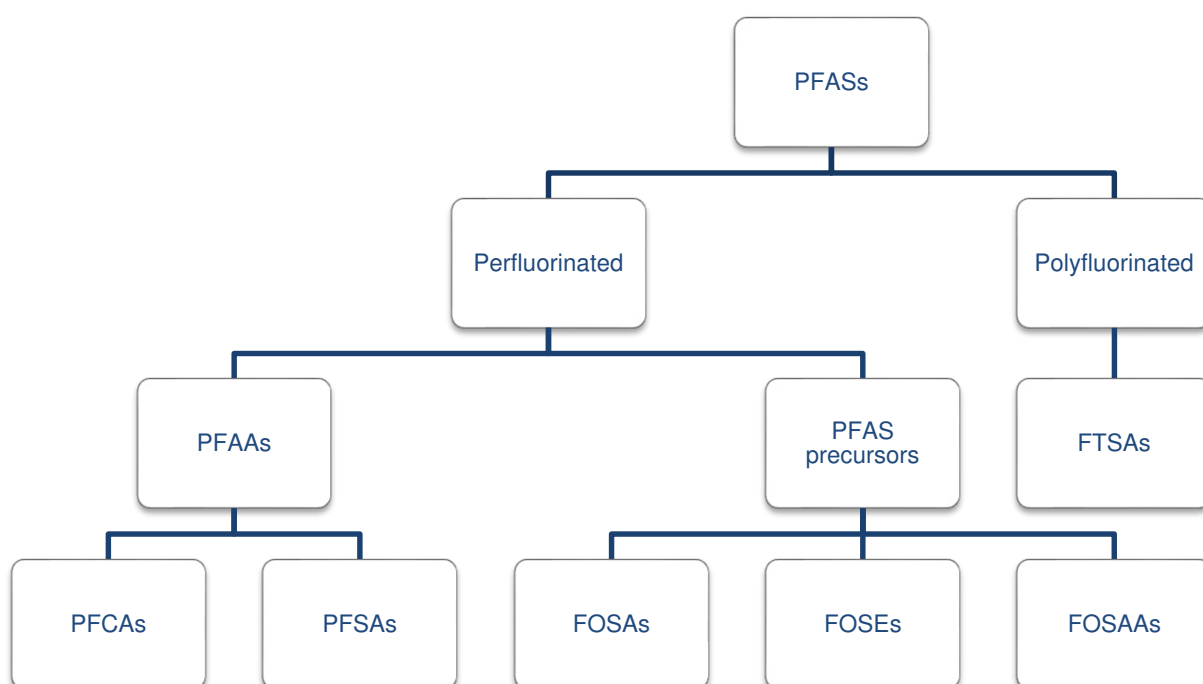 PFASs
Perfluorinated
Polyfluorinated
PFAAs
PFAS
precursors
FTSAs
PFCAs
PFSAs
FOSAs
FOSEs
FOSAAs